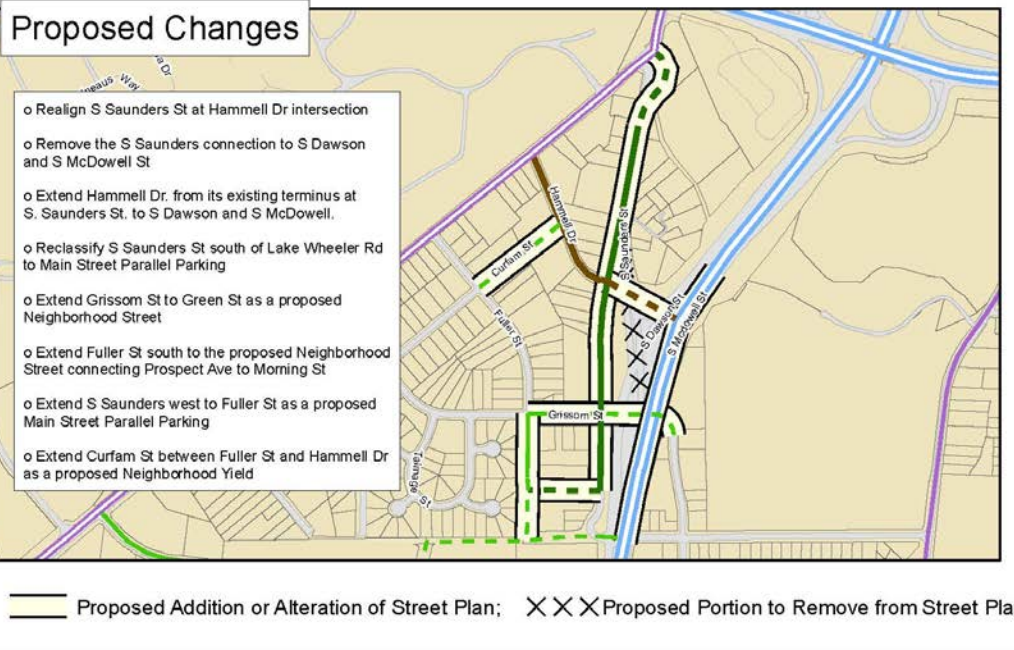 Proposed Changes
o Realign S Saunders St at Hammell Dr intersection
o Remove the S Saunders connection to S Dawson
and S McDowell St
o Extend Hammell Dr. from its existing terminus at
S. Saunders St. to S Dawson and S McDowell.
o Reclassify S Saunders St south of Lake Wheeler Rd
to Main Street Parallel Parking
o Extend Grissom St to Green St as a proposed
Neighborhood Street
o Extend Fuller St south to the proposed Neighborhood
Street connecting Prospect Ave to Morning St
o Extend S Saunders west to Fuller St as a proposed
Main Street Parallel Parking
o Extend Curfam St between Fuller St and Hammell Dr
as a proposed Neighborhood Yield
Way
Dr
Hammell Dr
Curfam St
S Saunders St
Fuller St
S Dawson St
S Mcdowell St
Grissom St
St
Proposed Addition or Alteration of Street Plan;
Proposed Portion to Remove from Street Pla